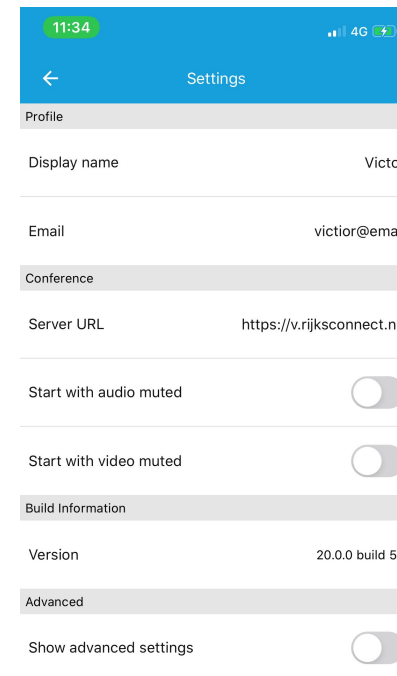 11:34
4G
Settings
Profile
Display name Victo
Email victior@ema
Conference
Server URL https://v.rijksconnect.n
Start with audio muted
Start with video muted
Build Information
Version 20.0.0 build 5
Advanced
Show advanced settings